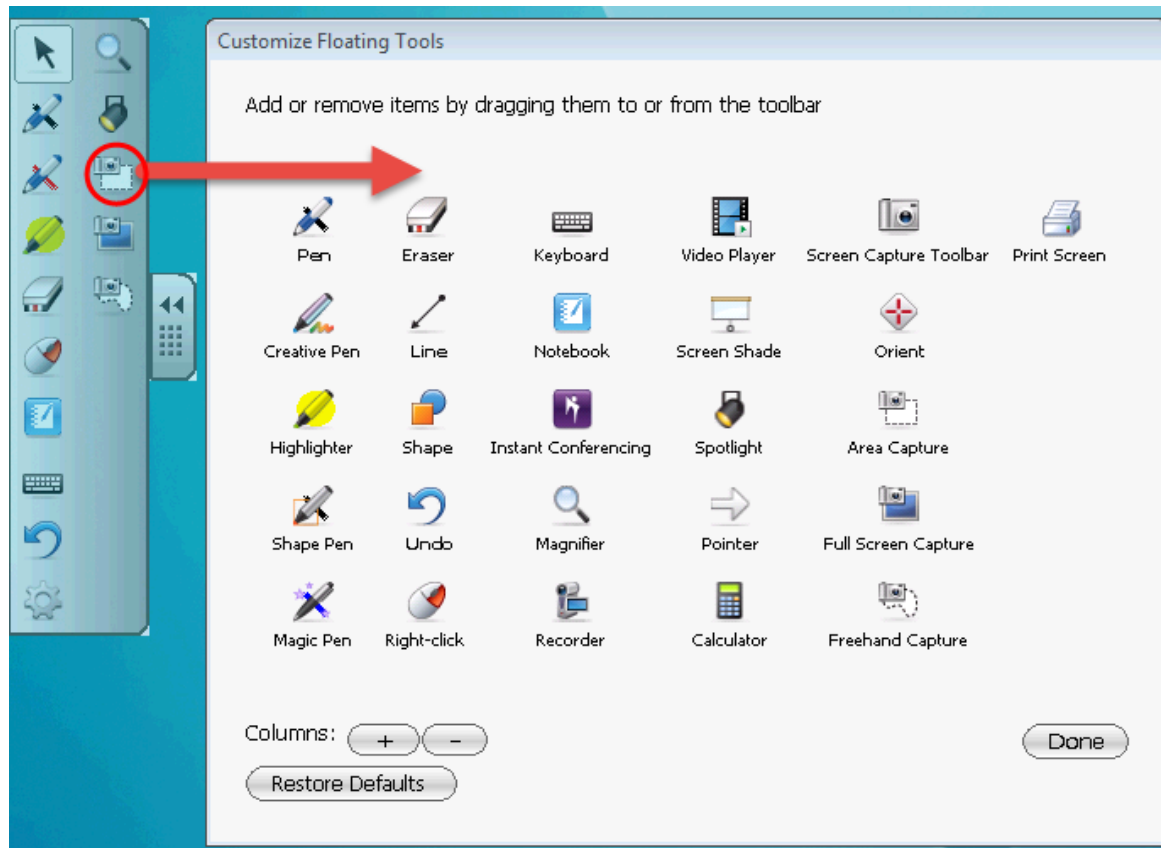 Customize Floating Tools
Add or remove items by dragging them to or from the toolbar
Pen Eraser Keyboard Video Player Screen Capture Toolbar Print Screen
Creative Pen Line Notebook Screen Shade Orient
Highlighter Shape Instant Conferencing Spotlight Area Capture
Shape Pen Undo Magnifier Pointer Full Screen Capture
Magic Pen Right-click Recorder Calculator Freehand Capture
Columns: + -
Done
Restore Defaults